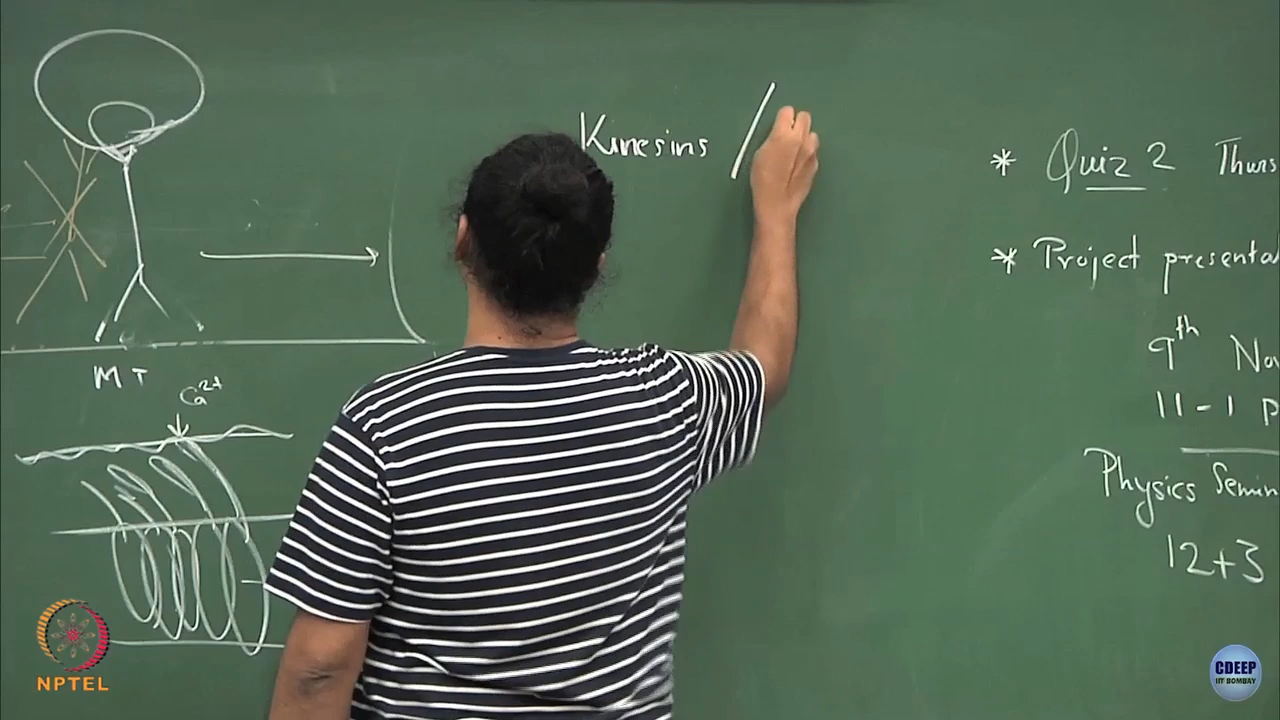 Kinesins /
* Quiz 2 Thurs
* Project presenta
9th Nov
11 - 1 p
Physics Semin
12+3
MT
Ca2+
NPTEL
CDEEP
IIT BOMBAY